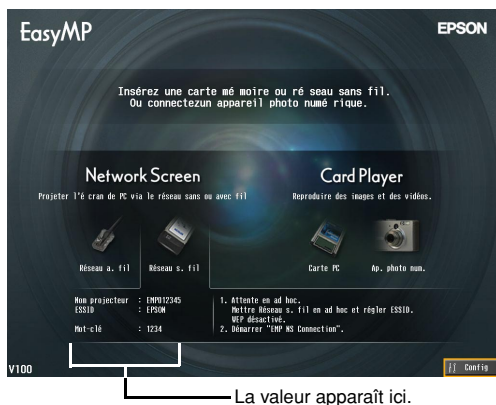 EasyMP
EPSON
Insérez une carte mé moire ou ré seau sans fil.
Ou connectezun appareil photo numé rique.
Network Screen
Projeter l'é cran de PC via le réseau sans ou avec fil
Card Player
Reproduire des images et des vidéos.
Réseau a. fil
Réseau s. fil
Carte PC
Ap. photo num.
Nom projecteur : EMP012345
ESSID : EPSON
Mot-clé : 1234
1. Attente en ad hoc.
Mettre Réseau s. fil en ad hoc et régler ESSID.
WEP désactivé.
2. Démarrer "EMP NS Connection".
V100
Config
La valeur apparaît ici.